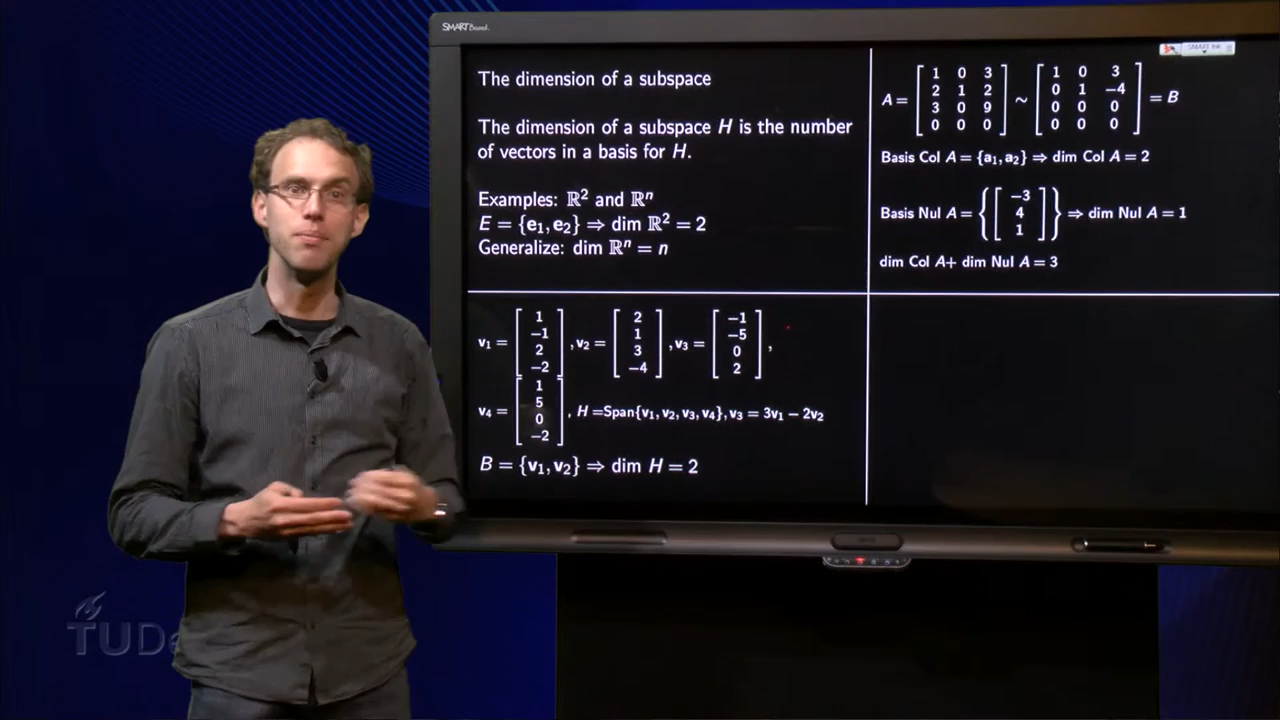 SMART Board
SMART Ink
The dimension of a subspace
The dimension of a subspace H is the number
of vectors in a basis for H.
Examples: ℝ² and ℝⁿ
E = {e₁, e₂} ⇒ dim ℝ² = 2
Generalize: dim ℝⁿ = n
A = [1 0 3; 2 1 2; 3 0 9; 0 0 0] ~ [1 0 3; 0 1 −4; 0 0 0; 0 0 0] = B
Basis Col A = {a₁, a₂} ⇒ dim Col A = 2
Basis Nul A = {[−3; 4; 1]} ⇒ dim Nul A = 1
dim Col A+ dim Nul A = 3
v₁ = [1; −1; 2; −2], v₂ = [2; 1; 3; −4], v₃ = [−1; −5; 0; 2],
v₄ = [1; 5; 0; −2], H =Span{v₁, v₂, v₃, v₄}, v₃ = 3v₁ − 2v₂
B = {v₁, v₂} ⇒ dim H = 2
TUDe